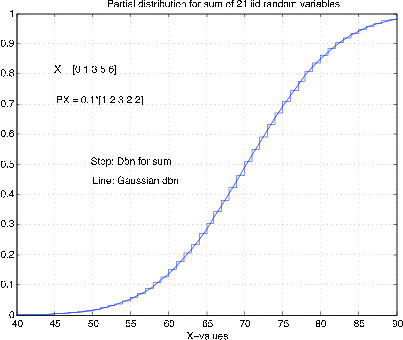 Partial distribution for sum of 21 iid random variables
1
0.9
0.8
0.7
0.6
0.5
0.4
0.3
0.2
0.1
0
X = [0 1 3 5 6]
PX = 0.1*[1 2 3 2 2]
Step: Dbn for sum
Line: Gaussian dbn
40 45 50 55 60 65 70 75 80 85 90
X-values